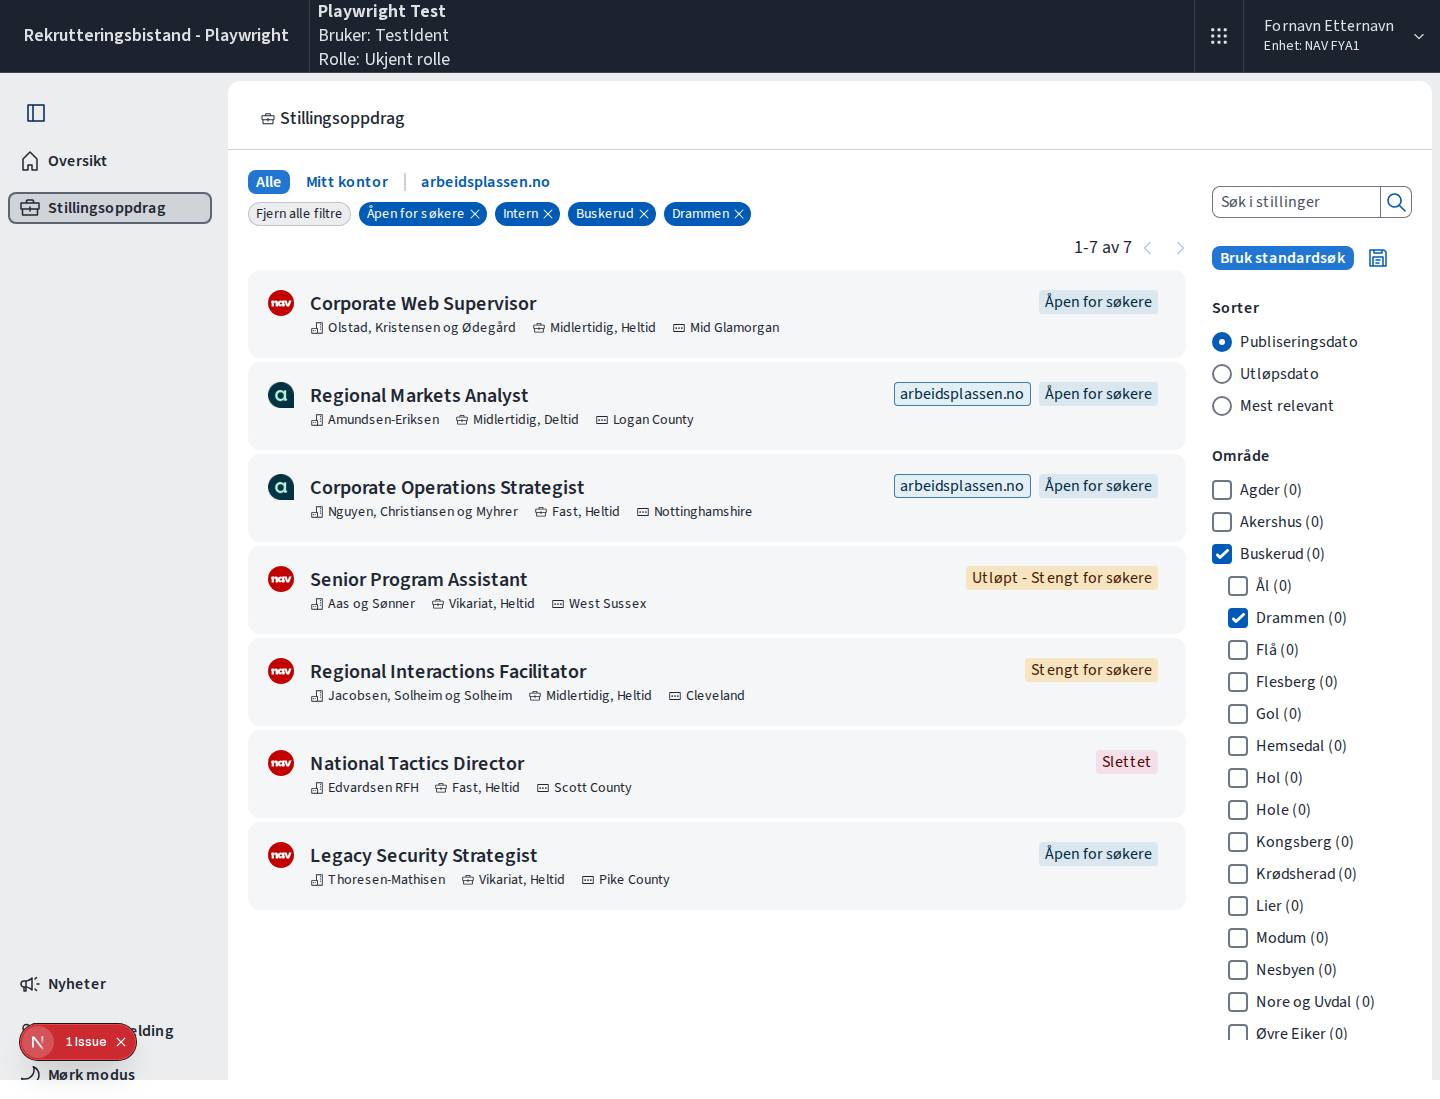 Rekrutteringsbistand - Playwright
Playwright Test
Bruker: TestIdent
Rolle: Ukjent rolle
Fornavn Etternavn
Enhet: NAV FYA1
Oversikt
Stillingsoppdrag
Nyheter
elding
1 Issue
Mørk modus
Stillingsoppdrag
Alle
Mitt kontor
arbeidsplassen.no
Fjern alle filtre
Åpen for søkere
Intern
Buskerud
Drammen
1-7 av 7
nav
Corporate Web Supervisor
Åpen for søkere
Olstad, Kristensen og Ødegård
Midlertidig, Heltid
Mid Glamorgan
a
Regional Markets Analyst
arbeidsplassen.no
Åpen for søkere
Amundsen-Eriksen
Midlertidig, Deltid
Logan County
a
Corporate Operations Strategist
arbeidsplassen.no
Åpen for søkere
Nguyen, Christiansen og Myhrer
Fast, Heltid
Nottinghamshire
nav
Senior Program Assistant
Utløpt - Stengt for søkere
Aas og Sønner
Vikariat, Heltid
West Sussex
nav
Regional Interactions Facilitator
Stengt for søkere
Jacobsen, Solheim og Solheim
Midlertidig, Heltid
Cleveland
nav
National Tactics Director
Slettet
Edvardsen RFH
Fast, Heltid
Scott County
nav
Legacy Security Strategist
Åpen for søkere
Thoresen-Mathisen
Vikariat, Heltid
Pike County
Søk i stillinger
Bruk standardsøk
Sorter
Publiseringsdato
Utløpsdato
Mest relevant
Område
Agder (0)
Akershus (0)
Buskerud (0)
Ål (0)
Drammen (0)
Flå (0)
Flesberg (0)
Gol (0)
Hemsedal (0)
Hol (0)
Hole (0)
Kongsberg (0)
Krødsherad (0)
Lier (0)
Modum (0)
Nesbyen (0)
Nore og Uvdal (0)
Øvre Eiker (0)